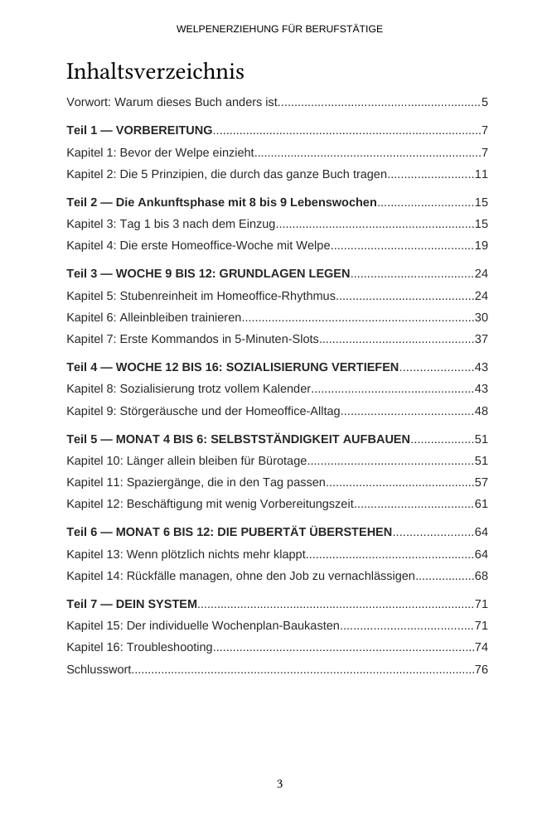 WELPENERZIEHUNG FÜR BERUFSTÄTIGE
Inhaltsverzeichnis
Vorwort: Warum dieses Buch anders ist..............................................................5
Teil 1 — VORBEREITUNG..................................................................................7
Kapitel 1: Bevor der Welpe einzieht.....................................................................7
Kapitel 2: Die 5 Prinzipien, die durch das ganze Buch tragen...........................11
Teil 2 — Die Ankunftsphase mit 8 bis 9 Lebenswochen..............................15
Kapitel 3: Tag 1 bis 3 nach dem Einzug.............................................................15
Kapitel 4: Die erste Homeoffice-Woche mit Welpe............................................19
Teil 3 — WOCHE 9 BIS 12: GRUNDLAGEN LEGEN......................................24
Kapitel 5: Stubenreinheit im Homeoffice-Rhythmus...........................................24
Kapitel 6: Alleinbleiben trainieren........................................................................30
Kapitel 7: Erste Kommandos in 5-Minuten-Slots................................................37
Teil 4 — WOCHE 12 BIS 16: SOZIALISIERUNG VERTIEFEN.......................43
Kapitel 8: Sozialisierung trotz vollem Kalender..................................................43
Kapitel 9: Störgeräusche und der Homeoffice-Alltag.........................................48
Teil 5 — MONAT 4 BIS 6: SELBSTSTÄNDIGKEIT AUFBAUEN....................51
Kapitel 10: Länger allein bleiben für Bürotage...................................................51
Kapitel 11: Spaziergänge, die in den Tag passen..............................................57
Kapitel 12: Beschäftigung mit wenig Vorbereitungszeit.....................................61
Teil 6 — MONAT 6 BIS 12: DIE PUBERTÄT ÜBERSTEHEN.........................64
Kapitel 13: Wenn plötzlich nichts mehr klappt....................................................64
Kapitel 14: Rückfälle managen, ohne den Job zu vernachlässigen..................68
Teil 7 — DEIN SYSTEM.....................................................................................71
Kapitel 15: Der individuelle Wochenplan-Baukasten.........................................71
Kapitel 16: Troubleshooting................................................................................74
Schlusswort.........................................................................................................76
3